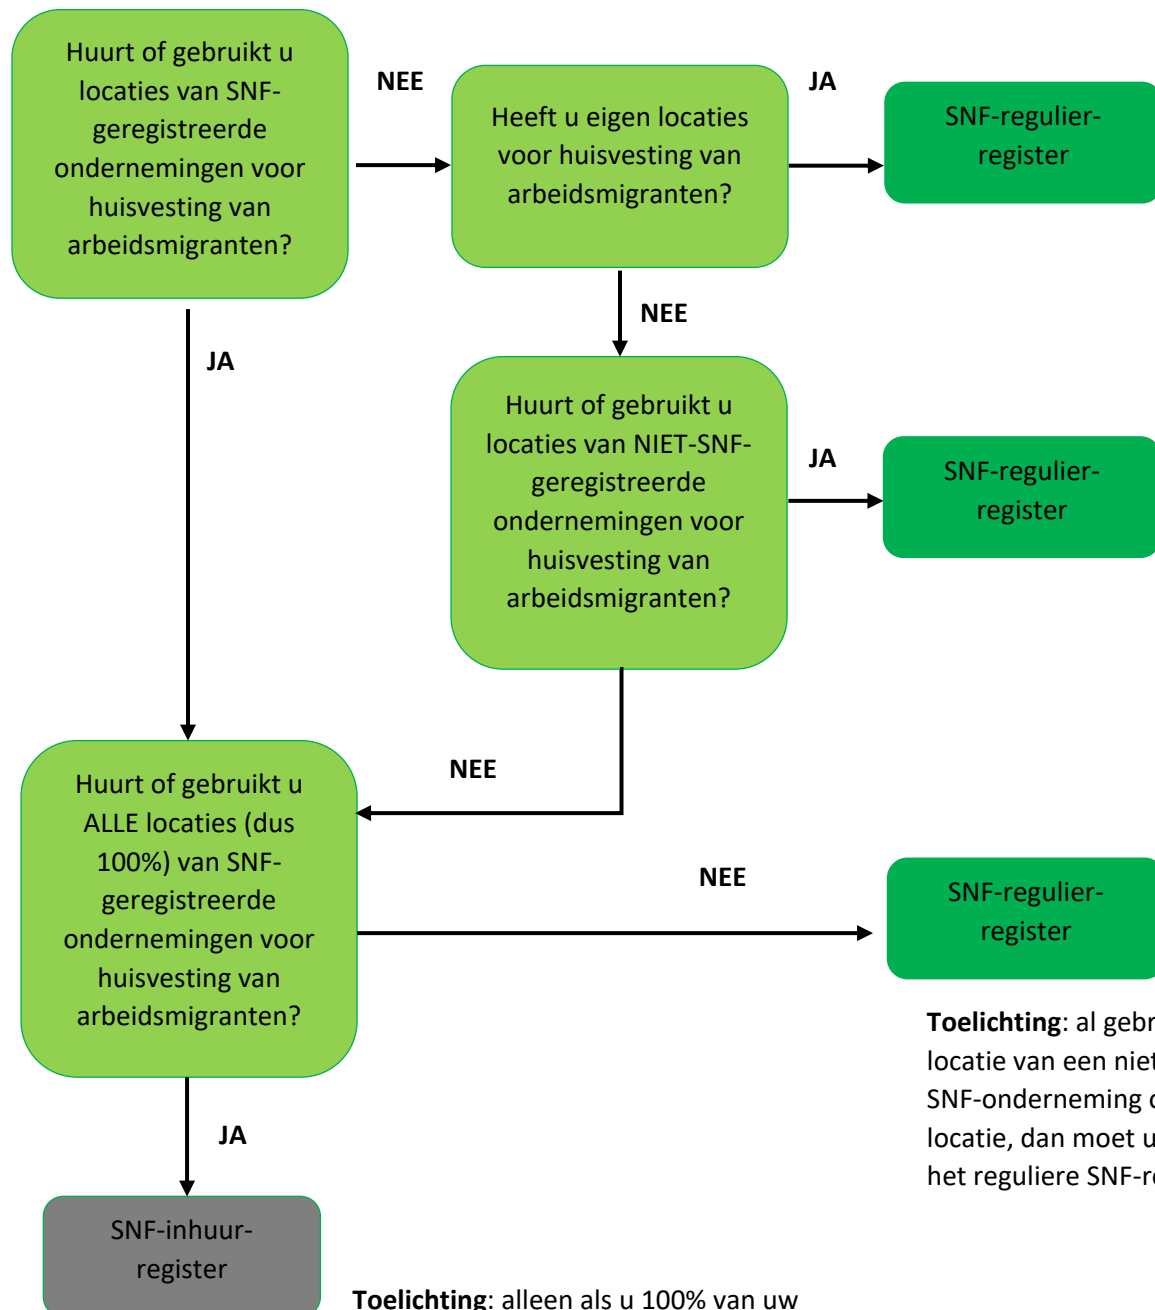 Huurt of gebruikt u
locaties van SNF-
geregistreerde
ondernemingen voor
huisvesting van
arbeidsmigranten?
NEE
Heeft u eigen locaties
voor huisvesting van
arbeidsmigranten?
JA
SNF-regulier-
register
NEE
JA
Huurt of gebruikt u
locaties van NIET-SNF-
geregistreerde
ondernemingen voor
huisvesting van
arbeidsmigranten?
JA
SNF-regulier-
register
NEE
Huurt of gebruikt u
ALLE locaties (dus
100%) van SNF-
geregistreerde
ondernemingen voor
huisvesting van
arbeidsmigranten?
NEE
SNF-regulier-
register
Toelichting: al
locatie van een
SNF-onderneming
locatie, dan moet u
het reguliere
JA
SNF-inhuur-
register
Toelichting: alleen als u 100% van uw